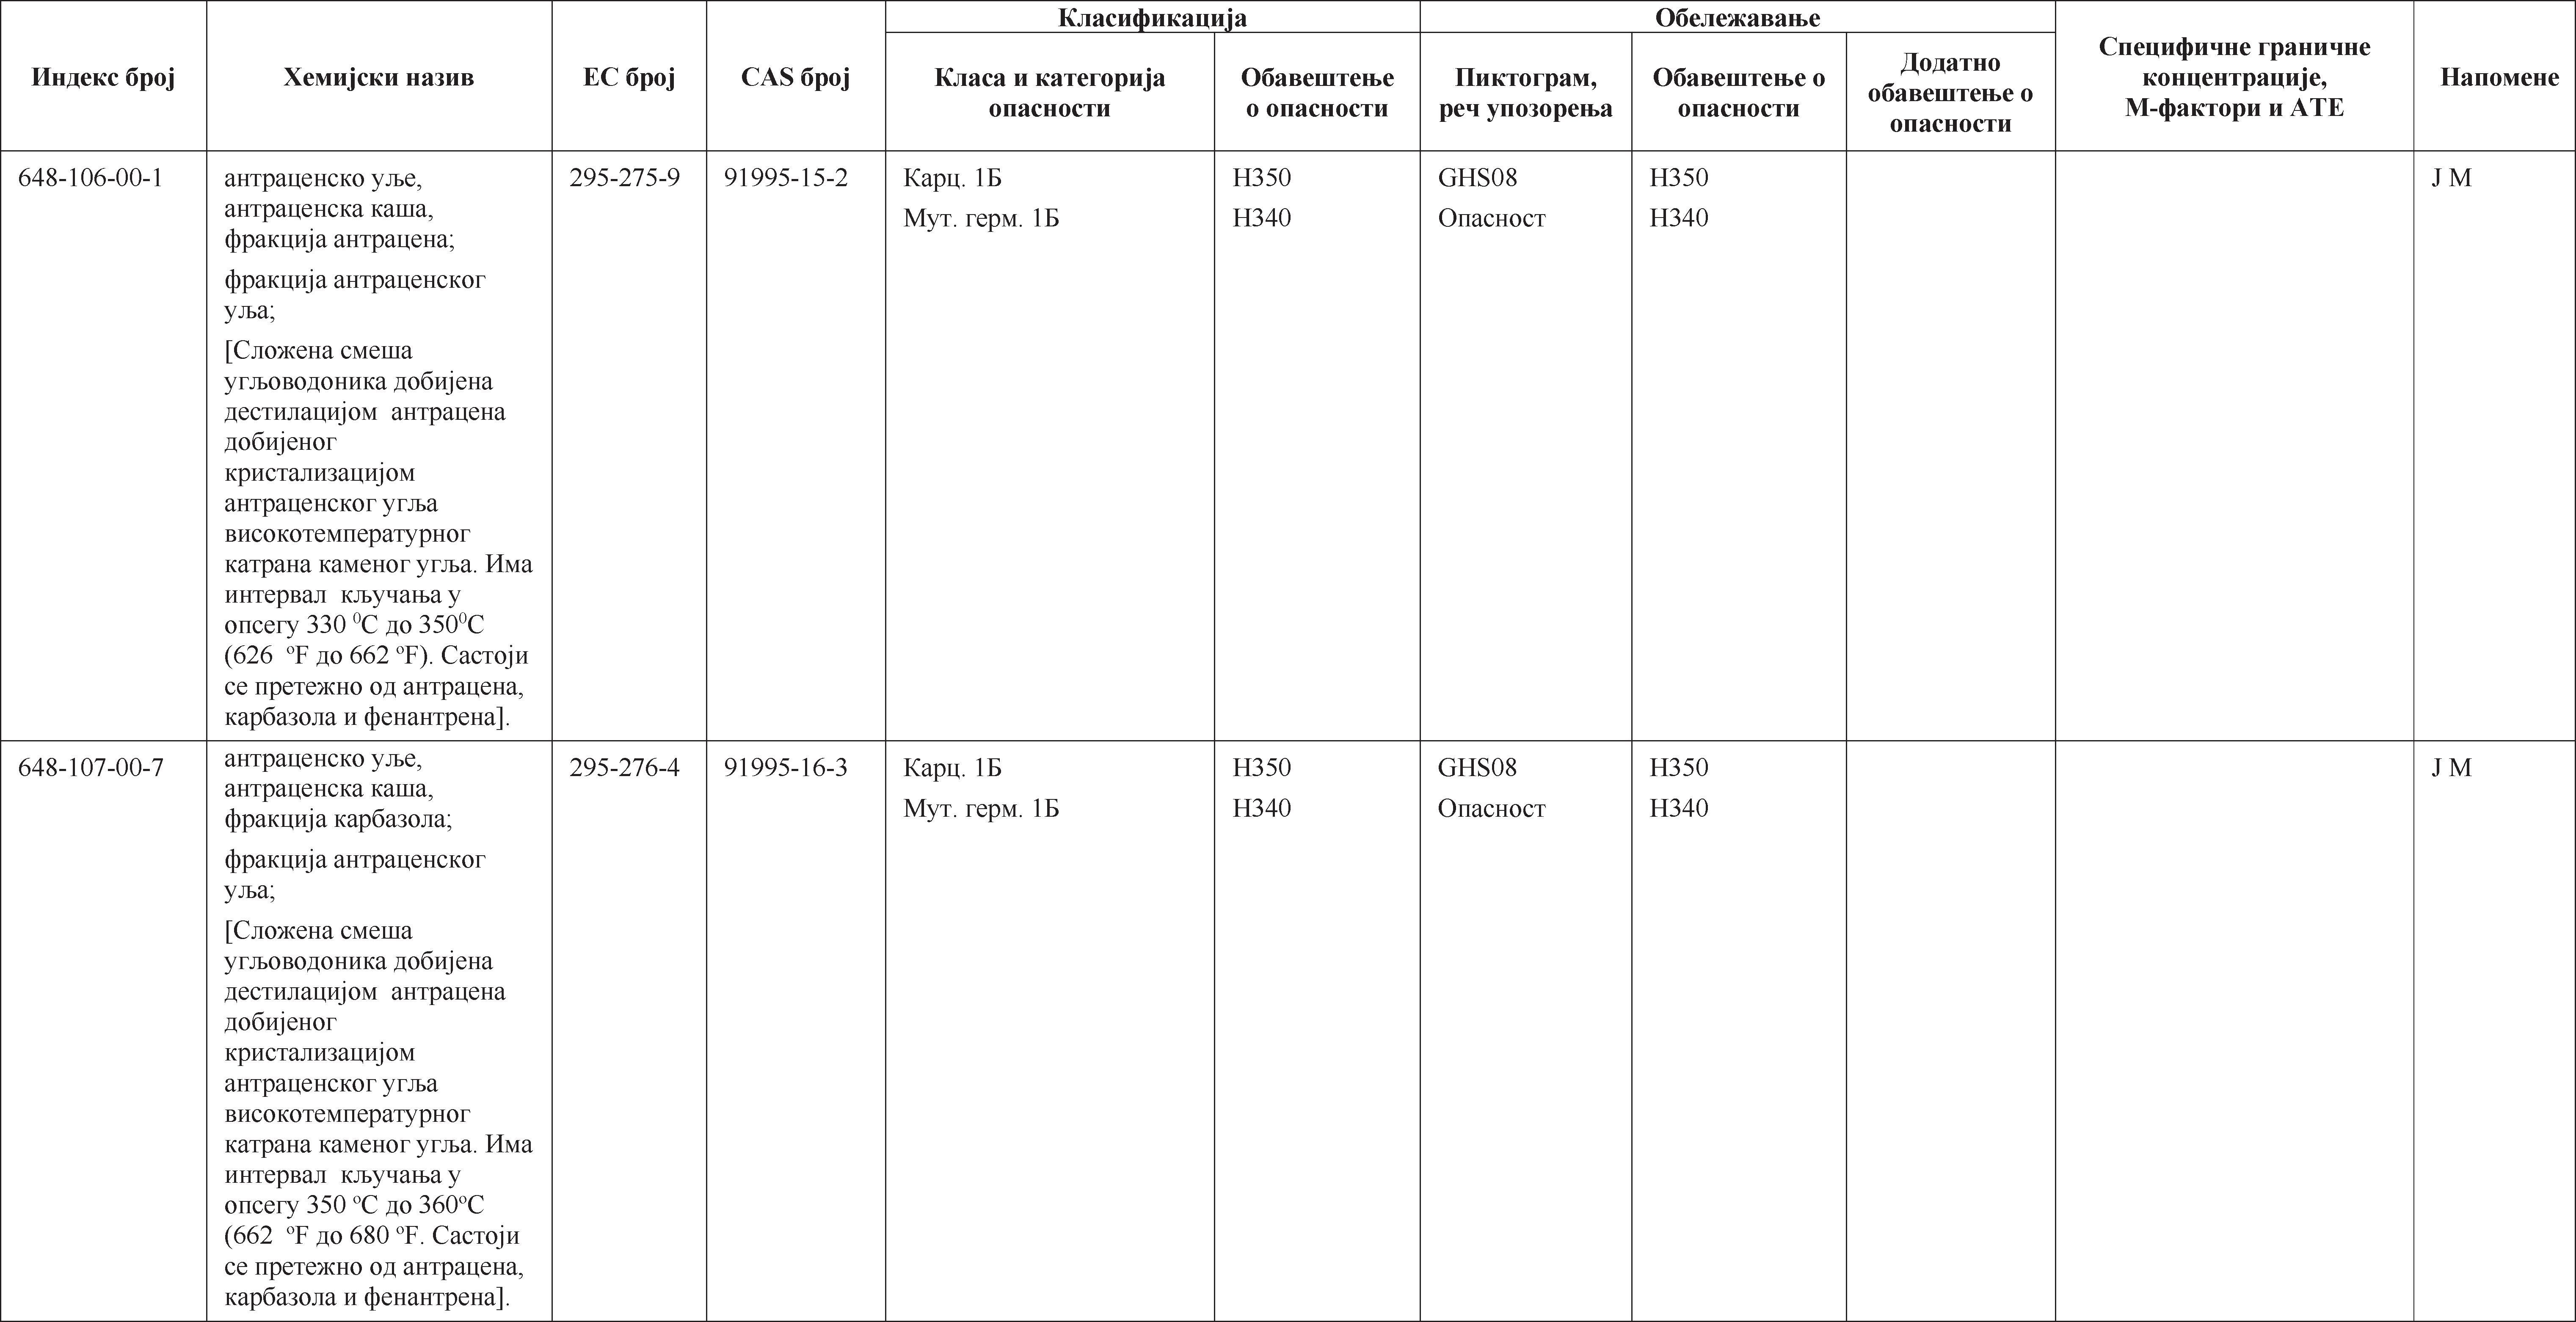 Индекс број
Хемијски назив
ЕС број
CAS број
Класификација
Класа и категорија
опасности
Обавештење
о опасности
Обележавање
Пиктограм,
реч упозорења
Обавештење о
опасности
Додатно
обавештење о
опасности
Специфичне граничне
концентрације,
М-фактори и АТЕ
Напомене
648-106-00-1
антраценско уље,
антраценска каша,
фракција антрацена;
фракција антраценског
уља;
[Сложена смеша
угљоводоника добијена
дестилацијом  антрацена
добијеног
кристализацијом
антраценског угља
високотемпературног
катрана каменог угља. Има
интервал  кључања у
опсегу 330 ⁰C до 350⁰C
(626  ºF до 662 ºF). Састоји
се претежно од антрацена,
карбазола и фенантрена].
295-275-9
91995-15-2
Карц. 1Б
Мут. герм. 1Б
H350
H340
GHS08
Опасност
H350
H340
Ј М
648-107-00-7
антраценско уље,
антраценска каша,
фракција карбазола;
фракција антраценског
уља;
[Сложена смеша
угљоводоника добијена
дестилацијом  антрацена
добијеног
кристализацијом
антраценског угља
високотемпературног
катрана каменог угља. Има
интервал  кључања у
опсегу 350 ºC до 360ºC
(662  ºF до 680 ºF. Састоји
се претежно од антрацена,
карбазола и фенантрена].
295-276-4
91995-16-3
Карц. 1Б
Мут. герм. 1Б
H350
H340
GHS08
Опасност
H350
H340
Ј М